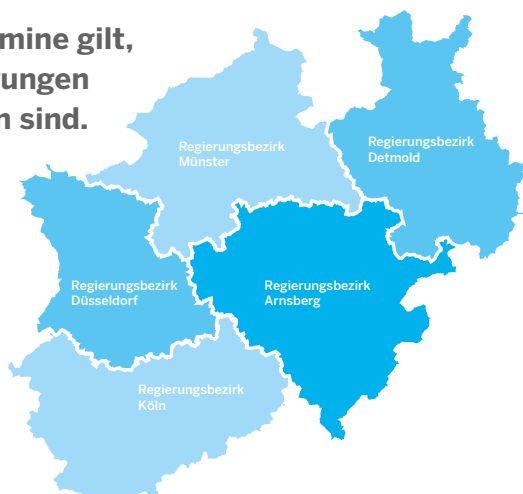 mine gilt,
ungen
sind.
Regierungsbezirk
Münster
Regierungsbezirk
Detmold
Regierungsbezirk
Düsseldorf
Regierungsbezirk
Arnsberg
Regierungsbezirk
Köln